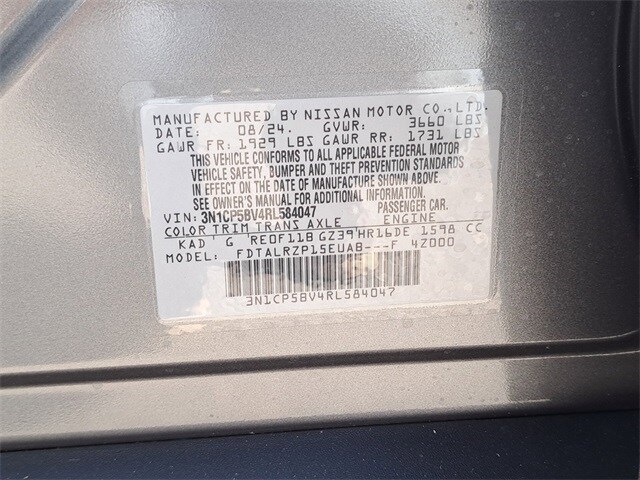 MANUFACTURED BY NISSAN MOTOR CO., LTD.
DATE: 08/24. GVWR: 3660 LBS
GAWR FR: 1929 LBS GAWR RR: 1731 LBS
THIS VEHICLE CONFORMS TO ALL APPLICABLE FEDERAL MOTOR
VEHICLE SAFETY, BUMPER AND THEFT PREVENTION STANDARDS
IN EFFECT ON THE DATE OF MANUFACTURE SHOWN ABOVE.
SEE OWNER'S MANUAL FOR ADDITIONAL INFORMATION.
VIN: 3N1CP5BV4RL584047 PASSENGER CAR.
COLOR TRIM TRANS AXLE ENGINE
KAD G RE0F11B GZ39 HR16DE 1598 CC
MODEL: FDTALRZP15EUAB---F 4Z000
3N1CP5BV4RL584047